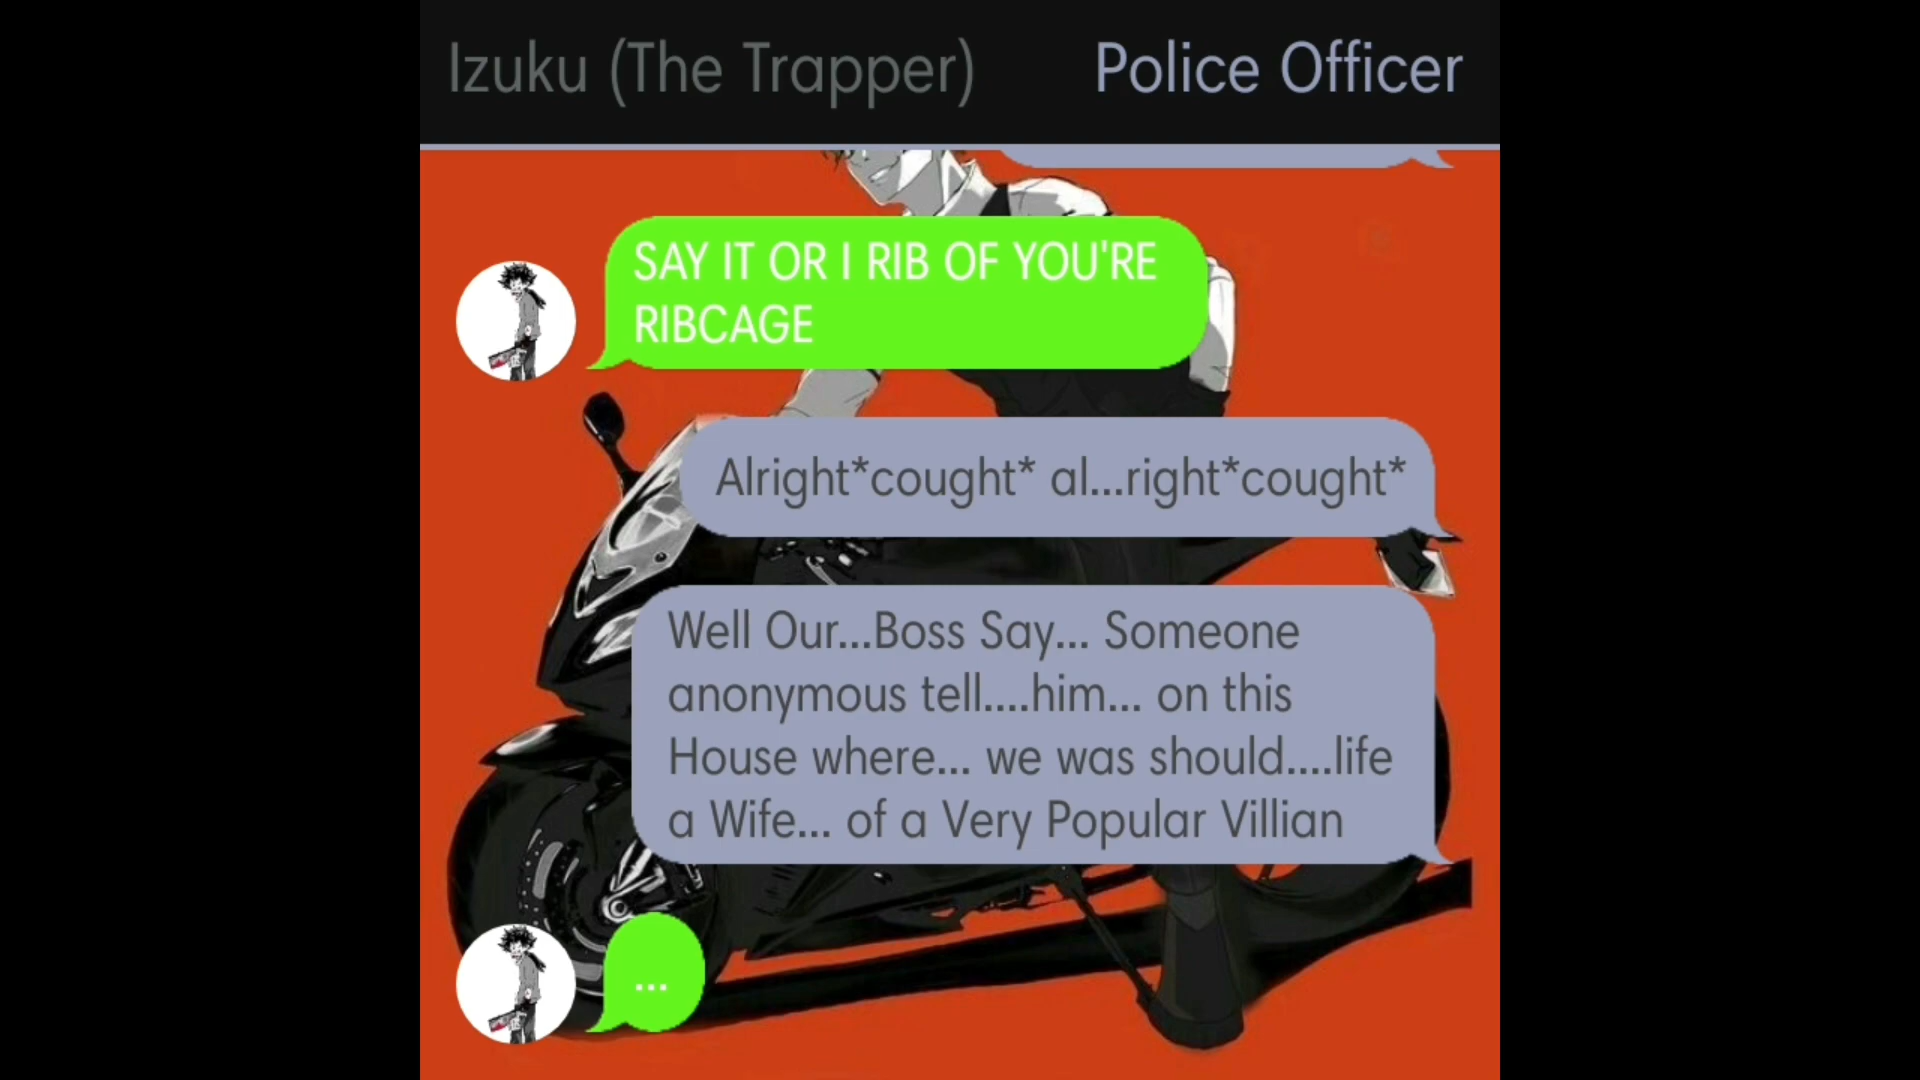 Izuku (The Trapper) Police Officer
SAY IT OR I RIB OF YOU'RE
RIBCAGE
Alright*cought* al...right*cought*
Well Our...Boss Say... Someone
anonymous tell....him... on this
House where... we was should....life
a Wife... of a Very Popular Villian
...